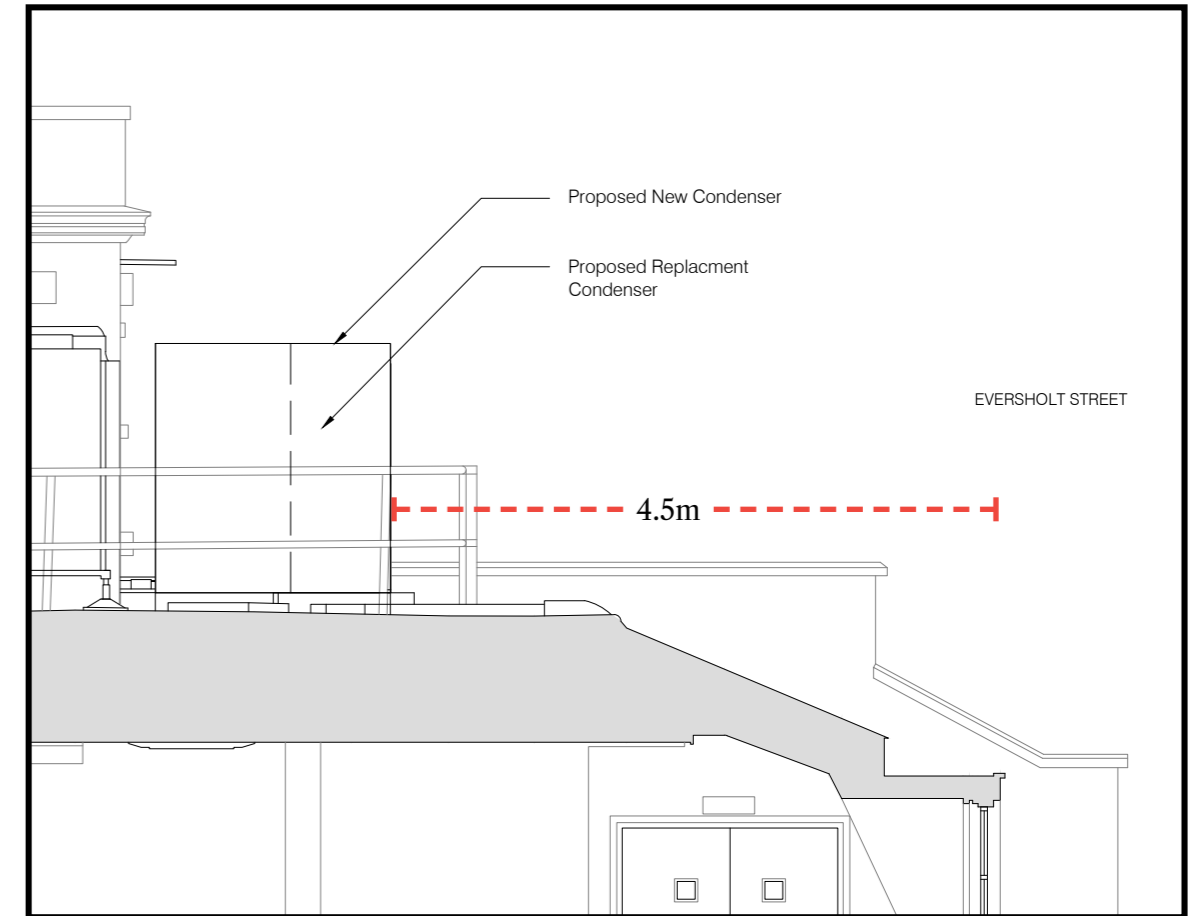 Proposed New Condenser
Proposed Replacment
Condenser
EVERSHOLT STREET
4.5m